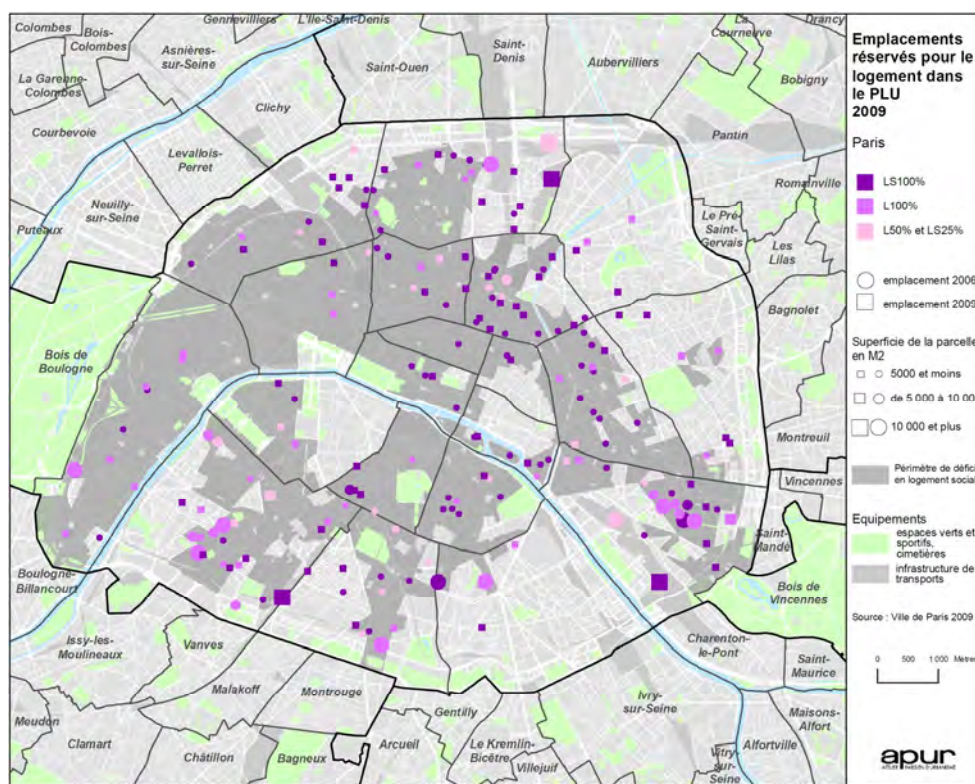 Colombes
Bois-
Colombes
Gennevilliers
L'Ile-Saint-Denis
La
Courneuve
Drancy
Asnières-
sur-Seine
Saint-Ouen
Saint-
Denis
Aubervilliers
Bobigny
La Garenne-
Colombes
Clichy
Courbevoie
Pantin
Levallois-
Perret
Romainville
Neuilly-
sur-Seine
Puteaux
Le Pré-
Saint-
Gervais
Les
Lilas
Bagnolet
Bois de
Boulogne
Montreuil
Vincennes
Saint-
Mandé
Bois de
Vincennes
Boulogne-
Billancourt
Issy-les-
Moulineaux
Vanves
Charenton-
le-Pont
Saint-
Maurice
Malakoff
Montrouge
Ivry-
sur-Seine
Maisons-
Alfort
Meudon
Gentilly
Clamart
Châtillon
Bagneux
Arcueil
Le Kremlin-
Bicêtre
Villejuif
Vitry-
sur-
Seine
Alfortville
Emplacements
réservés pour le
logement dans
le PLU
2009
Paris
LS100%
L100%
L50% et LS25%
emplacement 2006
emplacement 2009
Superficie de la parcelle
en M2
5000 et moins
de 5 000 à 10 00
10 000 et plus
Périmètre de défic
en logement social
Equipements
espaces verts et
sportifs,
cimetières
infrastructure de
transports
Source : Ville de Paris 2009
0 500 1 000 Mètre
apur